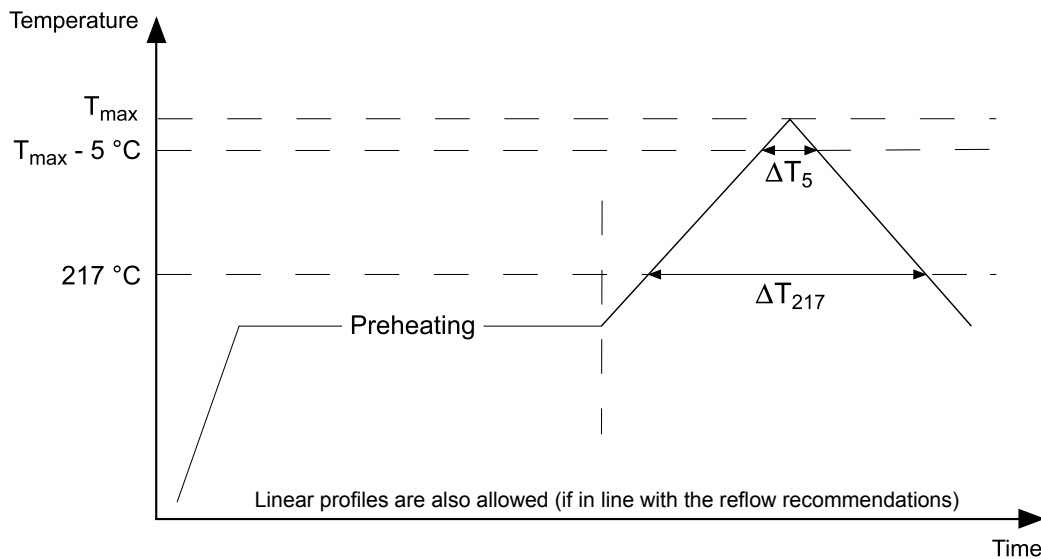 Temperature
Tmax
Tmax - 5 °C
ΔT5
217 °C
ΔT217
Preheating
Linear profiles are also allowed (if in line with the reflow recommendations)
Time